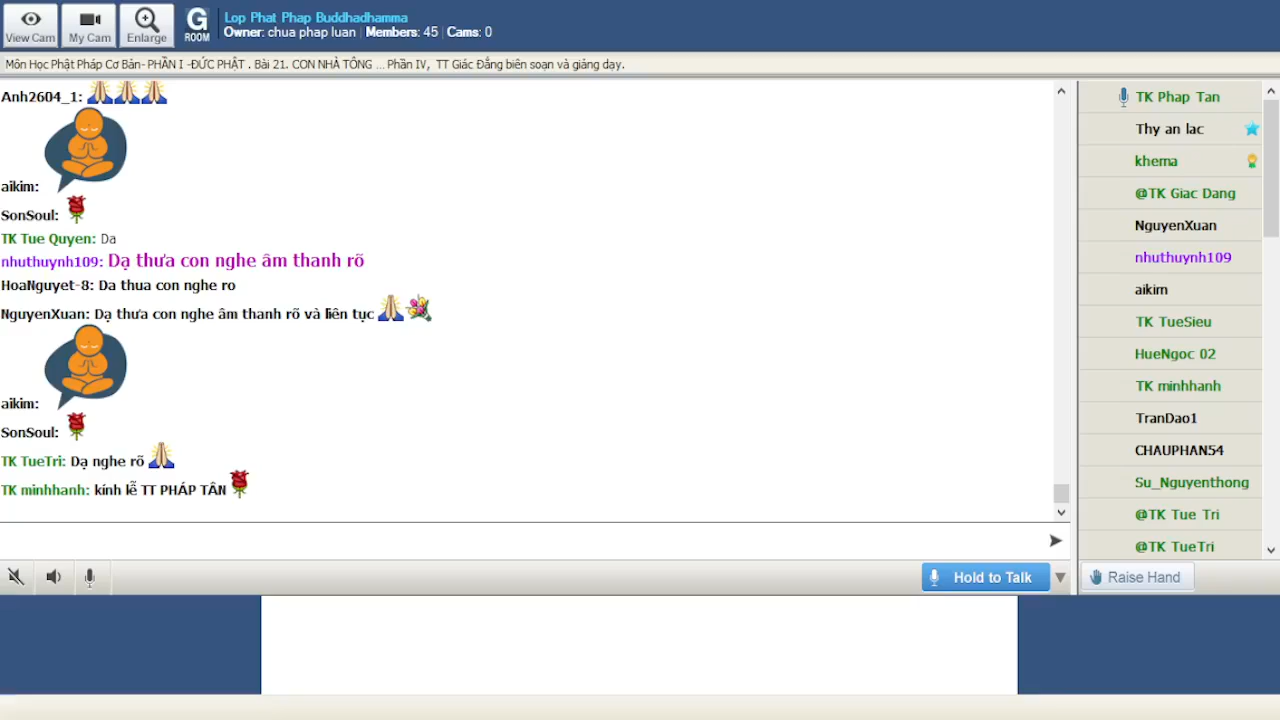 View Cam
My Cam
Enlarge
G
ROOM
Lop Phat Phap Buddhadhamma
Owner: chua phap luan | Members: 45 | Cams: 0
Môn Học Phật Pháp Cơ Bản- PHẦN I -ĐỨC PHẬT . Bài 21. CON NHÀ TÔNG ... Phần IV, TT Giác Đẳng biên soạn và giảng dạy.
Anh2604_1:
aikim:
SonSoul:
TK Tue Quyen: Da
nhuthuynh109: Dạ thưa con nghe âm thanh rõ
HoaNguyet-8: Da thua con nghe ro
NguyenXuan: Dạ thưa con nghe âm thanh rõ và liên tục
aikim:
SonSoul:
TK TueTri: Dạ nghe rõ
TK minhhanh: kính lễ TT PHÁP TÂN
TK Phap Tan
Thy an lac
khema
@TK Giac Dang
NguyenXuan
nhuthuynh109
aikim
TK TueSieu
HueNgoc 02
TK minhhanh
TranDao1
CHAUPHAN54
Su_Nguyenthong
@TK Tue Tri
@TK TueTri
Hold to Talk
Raise Hand